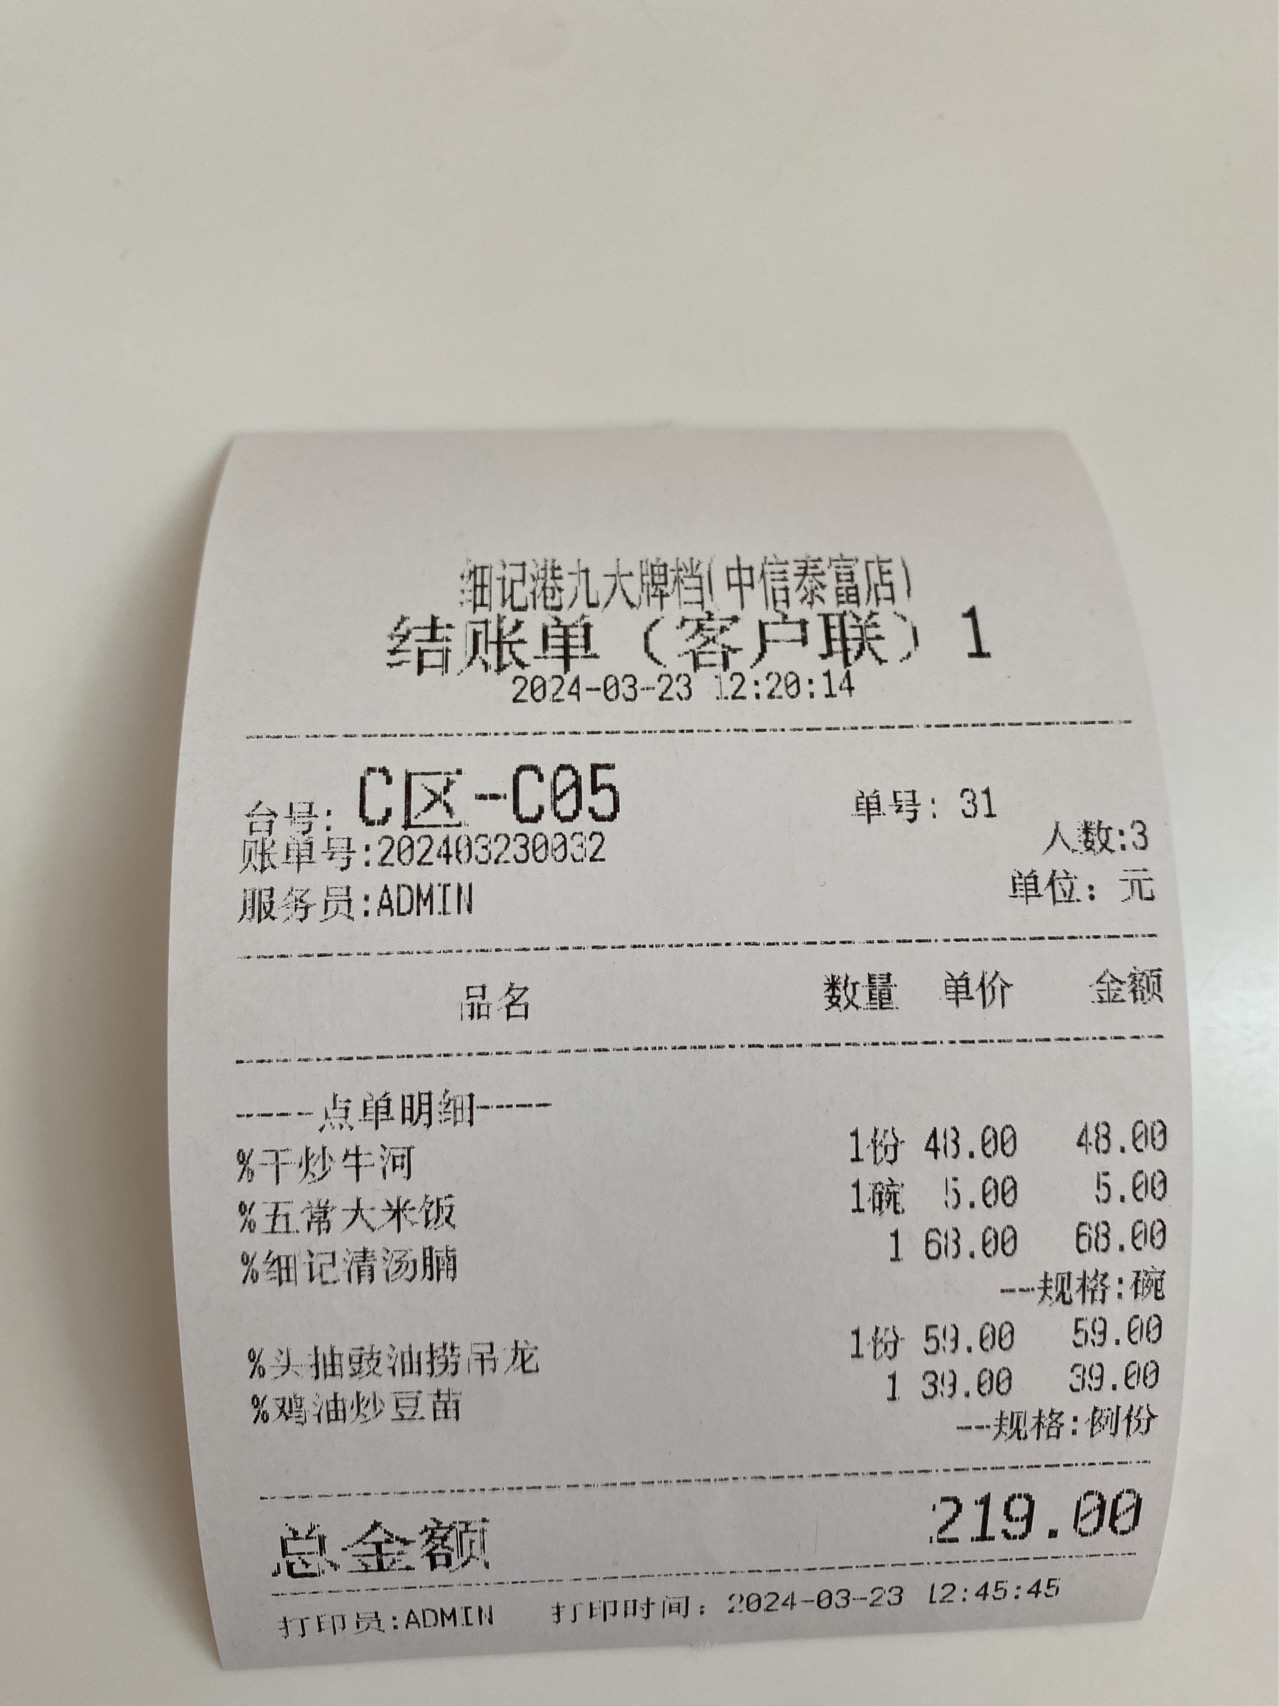 细记港九大牌档(中信泰富店)
结账单（客户联）1
2024-03-23 12:20:14
台号: C区-C05 单号: 31
账单号:202403230032 人数:3
服务员:ADMIN 单位: 元
品名 数量 单价 金额
-----点单明细-----
%干炒牛河 1份 48.00 48.00
%五常大米饭 1碗 5.00 5.00
%细记清汤腩 1 68.00 68.00
--规格:碗
%头抽豉油捞吊龙 1份 59.00 59.00
%鸡油炒豆苗 1 39.00 39.00
--规格:例份
总金额 219.00
打印员:ADMIN 打印时间: 2024-03-23 12:45:45